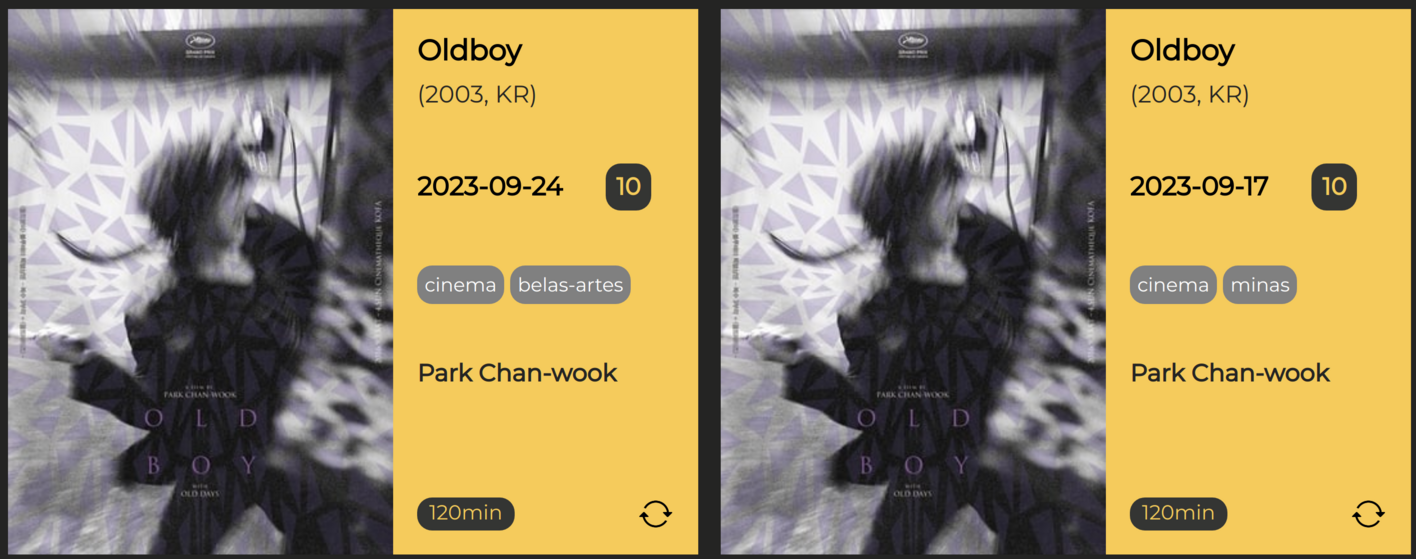 GRAND PRIX
A FILM BY
PARK CHAN-WOOK
OLD
BOY
WITH
OLD DAYS
Oldboy
(2003, KR)
2023-09-24 10
cinema belas-artes
Park Chan-wook
120min
GRAND PRIX
A FILM BY
PARK CHAN-WOOK
OLD
BOY
WITH
OLD DAYS
Oldboy
(2003, KR)
2023-09-17 10
cinema minas
Park Chan-wook
120min